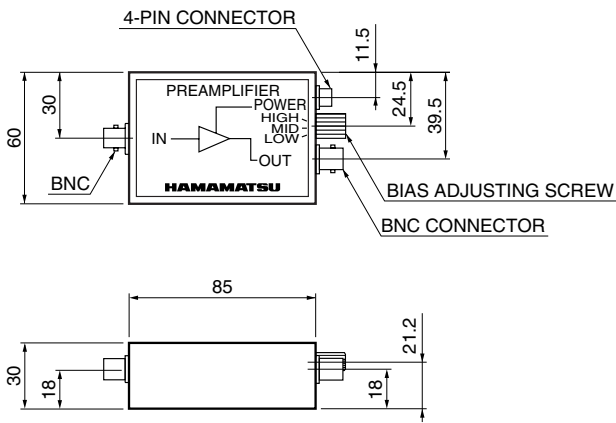 4-PIN CONNECTOR
11.5
24.5
39.5
30
60
PREAMPLIFIER
POWER
HIGH
MID
LOW
IN
OUT
HAMAMATSU
BNC
BIAS ADJUSTING SCREW
BNC CONNECTOR
85
30
18
18
21.2